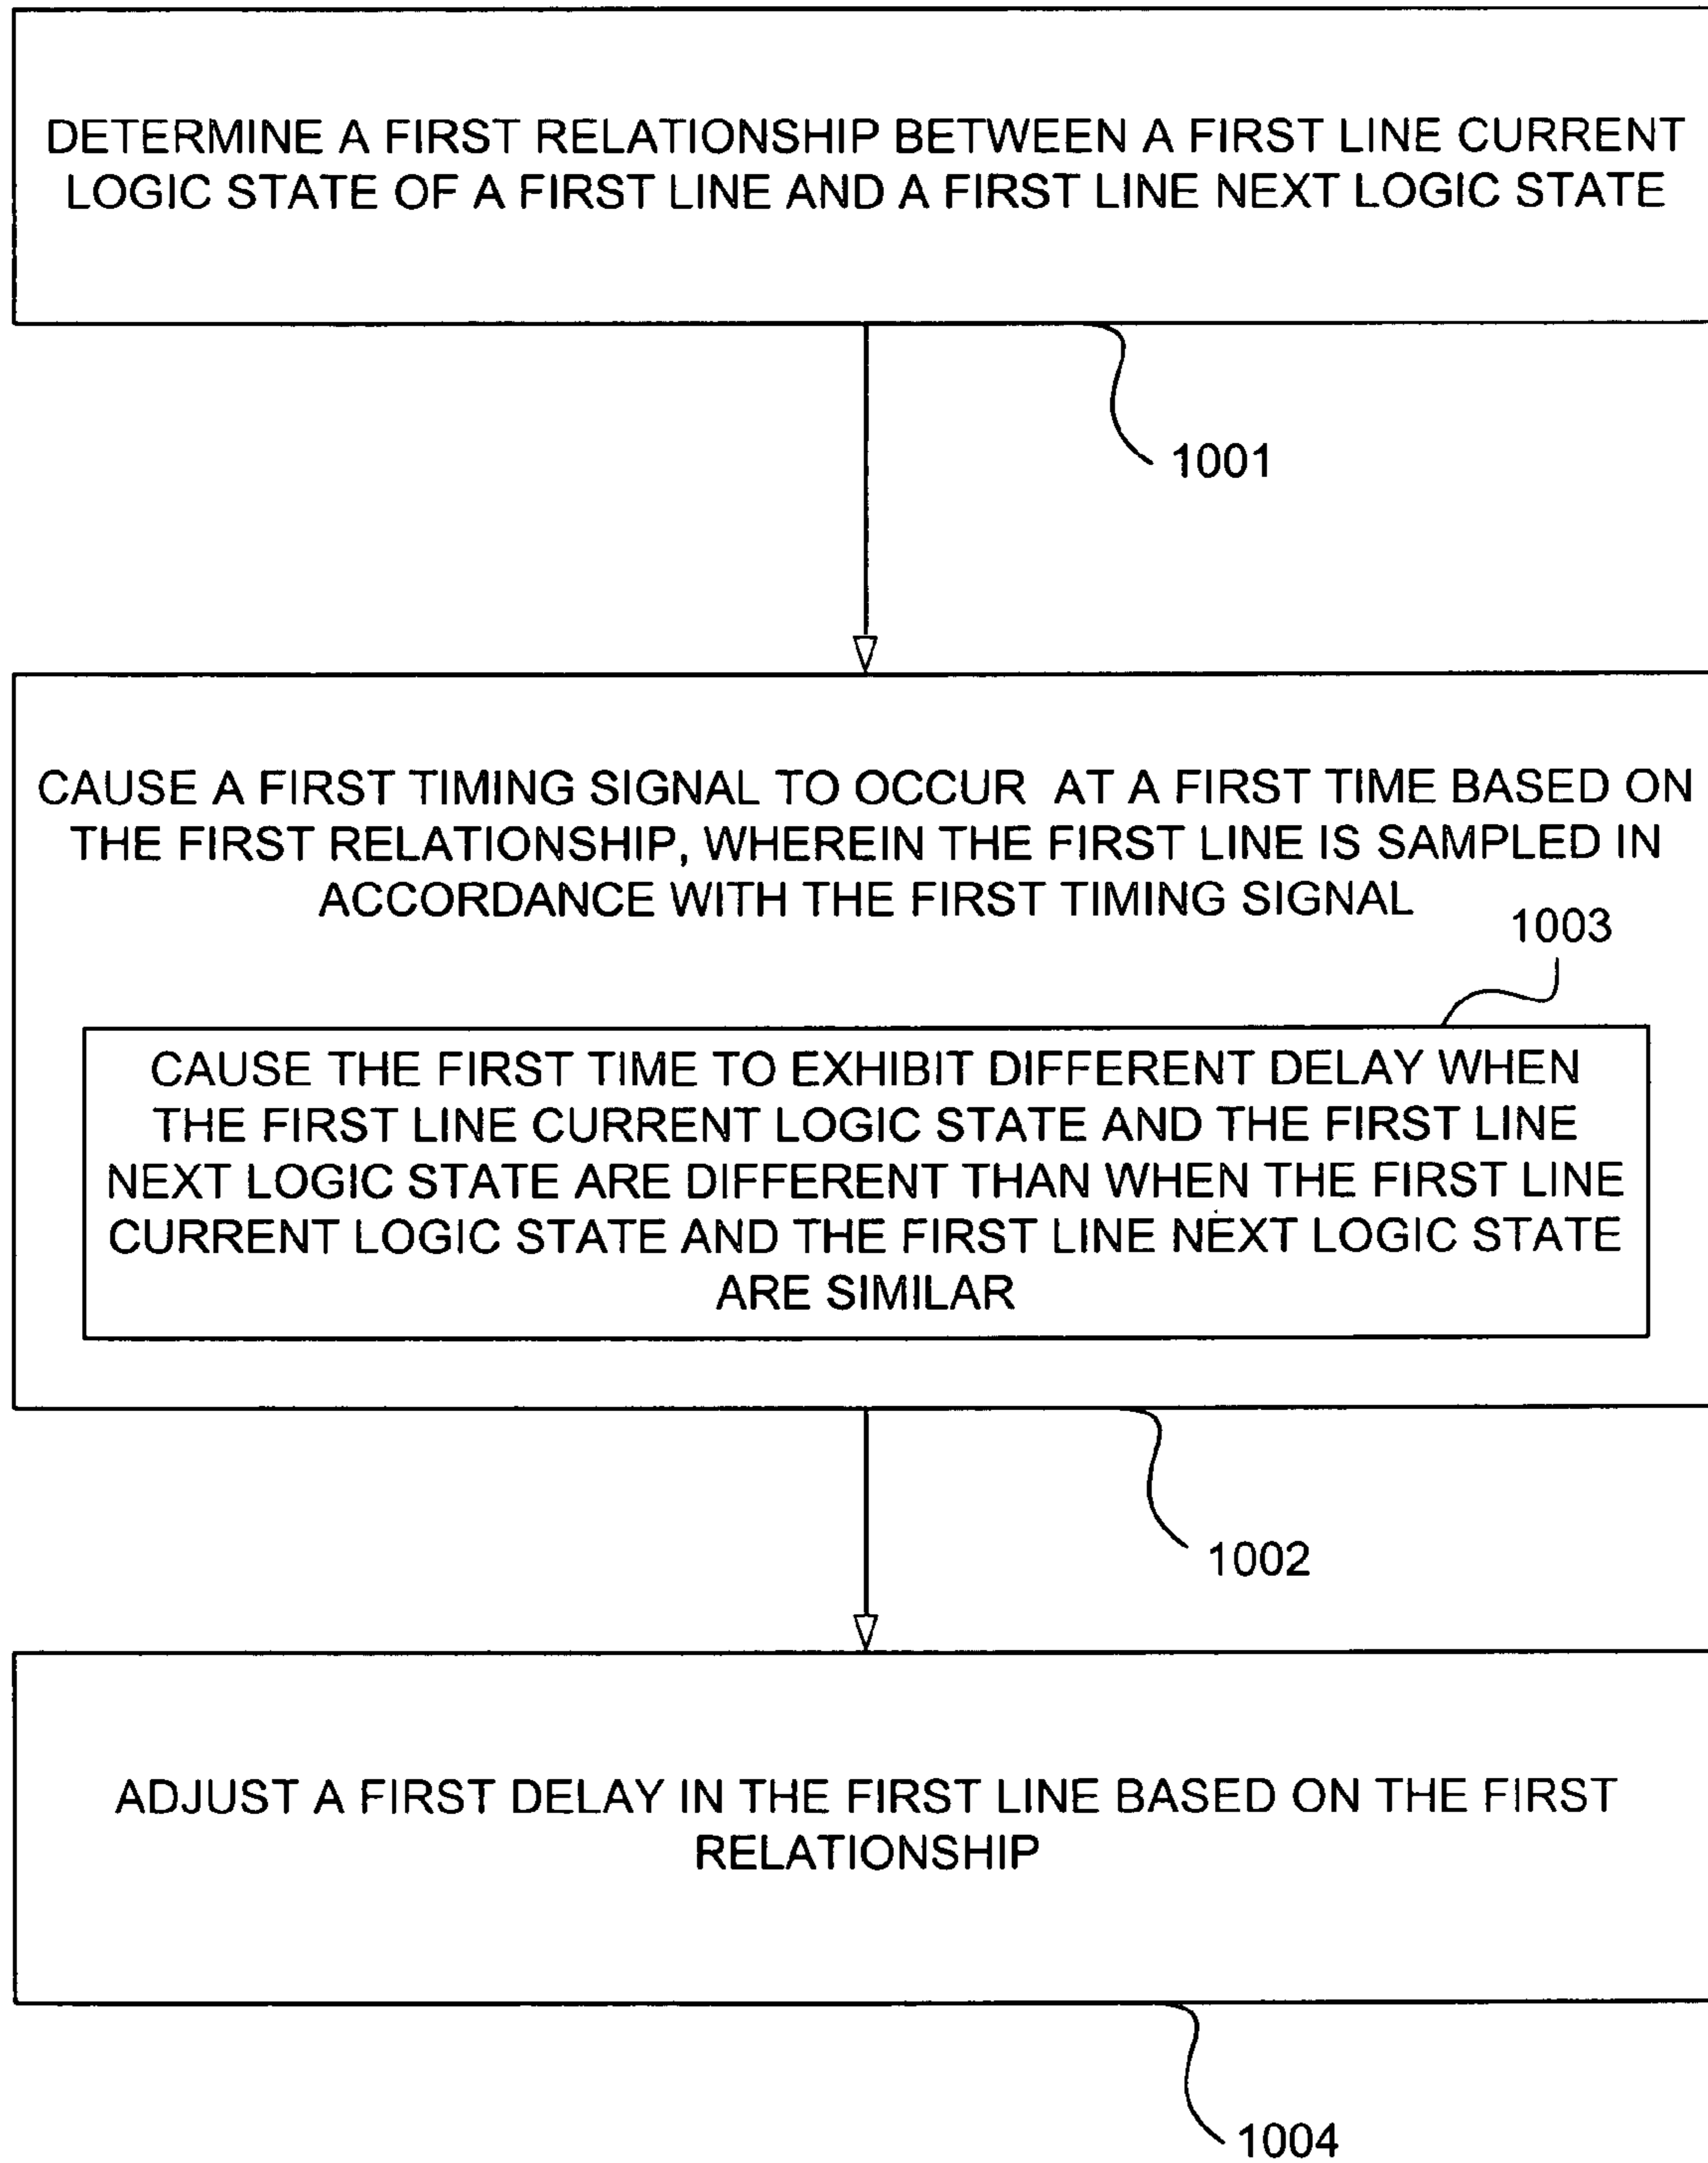 DETERMINE A FIRST RELATIONSHIP BETWEEN A FIRST LINE CURRENT
LOGIC STATE OF A FIRST LINE AND A FIRST LINE NEXT LOGIC STATE
1001
CAUSE A FIRST TIMING SIGNAL TO OCCUR AT A FIRST TIME BASED ON
THE FIRST RELATIONSHIP, WHEREIN THE FIRST LINE IS SAMPLED IN
ACCORDANCE WITH THE FIRST TIMING SIGNAL
1003
CAUSE THE FIRST TIME TO EXHIBIT DIFFERENT DELAY WHEN
THE FIRST LINE CURRENT LOGIC STATE AND THE FIRST LINE
NEXT LOGIC STATE ARE DIFFERENT THAN WHEN THE FIRST LINE
CURRENT LOGIC STATE AND THE FIRST LINE NEXT LOGIC STATE
ARE SIMILAR
1002
ADJUST A FIRST DELAY IN THE FIRST LINE BASED ON THE FIRST
RELATIONSHIP
1004